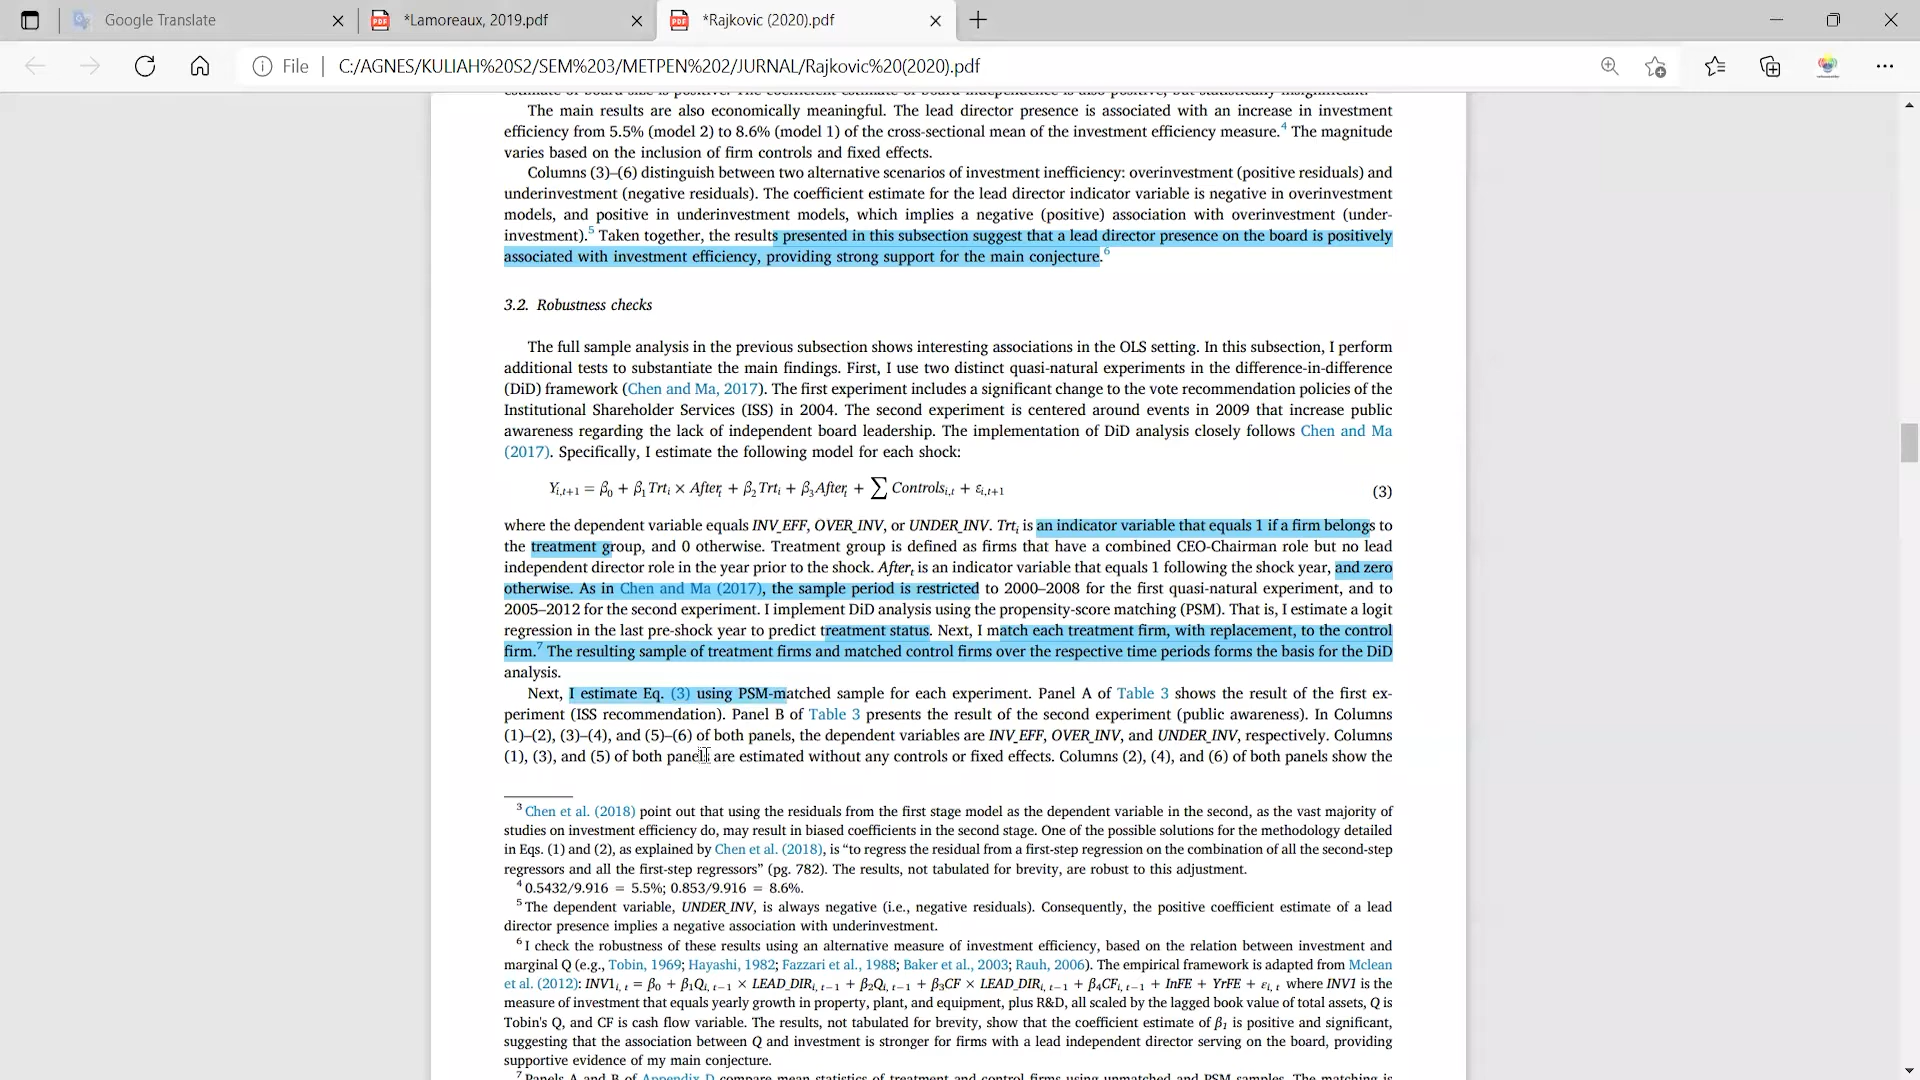 Google Translate
*Lamoreaux, 2019.pdf
*Rajkovic (2020).pdf
File
C:/AGNES/KULIAH%20S2/SEM%203/METPEN%202/JURNAL/Rajkovic%20(2020).pdf
estimate of board size is positive. The coefficient estimate of board independence is also positive, but statistically insignificant.
The main results are also economically meaningful. The lead director presence is associated with an increase in investment
efficiency from 5.5% (model 2) to 8.6% (model 1) of the cross-sectional mean of the investment efficiency measure.4 The magnitude
varies based on the inclusion of firm controls and fixed effects.
Columns (3)–(6) distinguish between two alternative scenarios of investment inefficiency: overinvestment (positive residuals) and
underinvestment (negative residuals). The coefficient estimate for the lead director indicator variable is negative in overinvestment
models, and positive in underinvestment models, which implies a negative (positive) association with overinvestment (under-
investment).5 Taken together, the results presented in this subsection suggest that a lead director presence on the board is positively
associated with investment efficiency, providing strong support for the main conjecture.6
3.2. Robustness checks
The full sample analysis in the previous subsection shows interesting associations in the OLS setting. In this subsection, I perform
additional tests to substantiate the main findings. First, I use two distinct quasi-natural experiments in the difference-in-difference
(DiD) framework (Chen and Ma, 2017). The first experiment includes a significant change to the vote recommendation policies of the
Institutional Shareholder Services (ISS) in 2004. The second experiment is centered around events in 2009 that increase public
awareness regarding the lack of independent board leadership. The implementation of DiD analysis closely follows Chen and Ma
(2017). Specifically, I estimate the following model for each shock:
Yi,t+1 = β0 + β1Trti × Aftert + β2Trti + β3Aftert + ∑ Controlsi,t + εi,t+1 (3)
where the dependent variable equals INV_EFF, OVER_INV, or UNDER_INV. Trti is an indicator variable that equals 1 if a firm belongs to
the treatment group, and 0 otherwise. Treatment group is defined as firms that have a combined CEO-Chairman role but no lead
independent director role in the year prior to the shock. Aftert is an indicator variable that equals 1 following the shock year, and zero
otherwise. As in Chen and Ma (2017), the sample period is restricted to 2000–2008 for the first quasi-natural experiment, and to
2005–2012 for the second experiment. I implement DiD analysis using the propensity-score matching (PSM). That is, I estimate a logit
regression in the last pre-shock year to predict treatment status. Next, I match each treatment firm, with replacement, to the control
firm.7 The resulting sample of treatment firms and matched control firms over the respective time periods forms the basis for the DiD
analysis.
Next, I estimate Eq. (3) using PSM-matched sample for each experiment. Panel A of Table 3 shows the result of the first ex-
periment (ISS recommendation). Panel B of Table 3 presents the result of the second experiment (public awareness). In Columns
(1)–(2), (3)–(4), and (5)–(6) of both panels, the dependent variables are INV_EFF, OVER_INV, and UNDER_INV, respectively. Columns
(1), (3), and (5) of both panels are estimated without any controls or fixed effects. Columns (2), (4), and (6) of both panels show the
3 Chen et al. (2018) point out that using the residuals from the first stage model as the dependent variable in the second, as the vast majority of
studies on investment efficiency do, may result in biased coefficients in the second stage. One of the possible solutions for the methodology detailed
in Eqs. (1) and (2), as explained by Chen et al. (2018), is “to regress the residual from a first-step regression on the combination of all the second-step
regressors and all the first-step regressors” (pg. 782). The results, not tabulated for brevity, are robust to this adjustment.
4 0.5432/9.916 = 5.5%; 0.853/9.916 = 8.6%.
5 The dependent variable, UNDER_INV, is always negative (i.e., negative residuals). Consequently, the positive coefficient estimate of a lead
director presence implies a negative association with underinvestment.
6 I check the robustness of these results using an alternative measure of investment efficiency, based on the relation between investment and
marginal Q (e.g., Tobin, 1969; Hayashi, 1982; Fazzari et al., 1988; Baker et al., 2003; Rauh, 2006). The empirical framework is adapted from Mclean
et al. (2012): INV1i, t = β0 + β1Qi, t−1 × LEAD_DIRi, t−1 + β2Qi, t−1 + β3CF × LEAD_DIRi, t−1 + β4CFi, t−1 + InFE + YrFE + εi, t where INV1 is the
measure of investment that equals yearly growth in property, plant, and equipment, plus R&D, all scaled by the lagged book value of total assets, Q is
Tobin's Q, and CF is cash flow variable. The results, not tabulated for brevity, show that the coefficient estimate of β1 is positive and significant,
suggesting that the association between Q and investment is stronger for firms with a lead independent director serving on the board, providing
supportive evidence of my main conjecture.
7 Panels A and B of Appendix D compare mean statistics of treatment and control firms using unmatched and PSM samples. The matching is